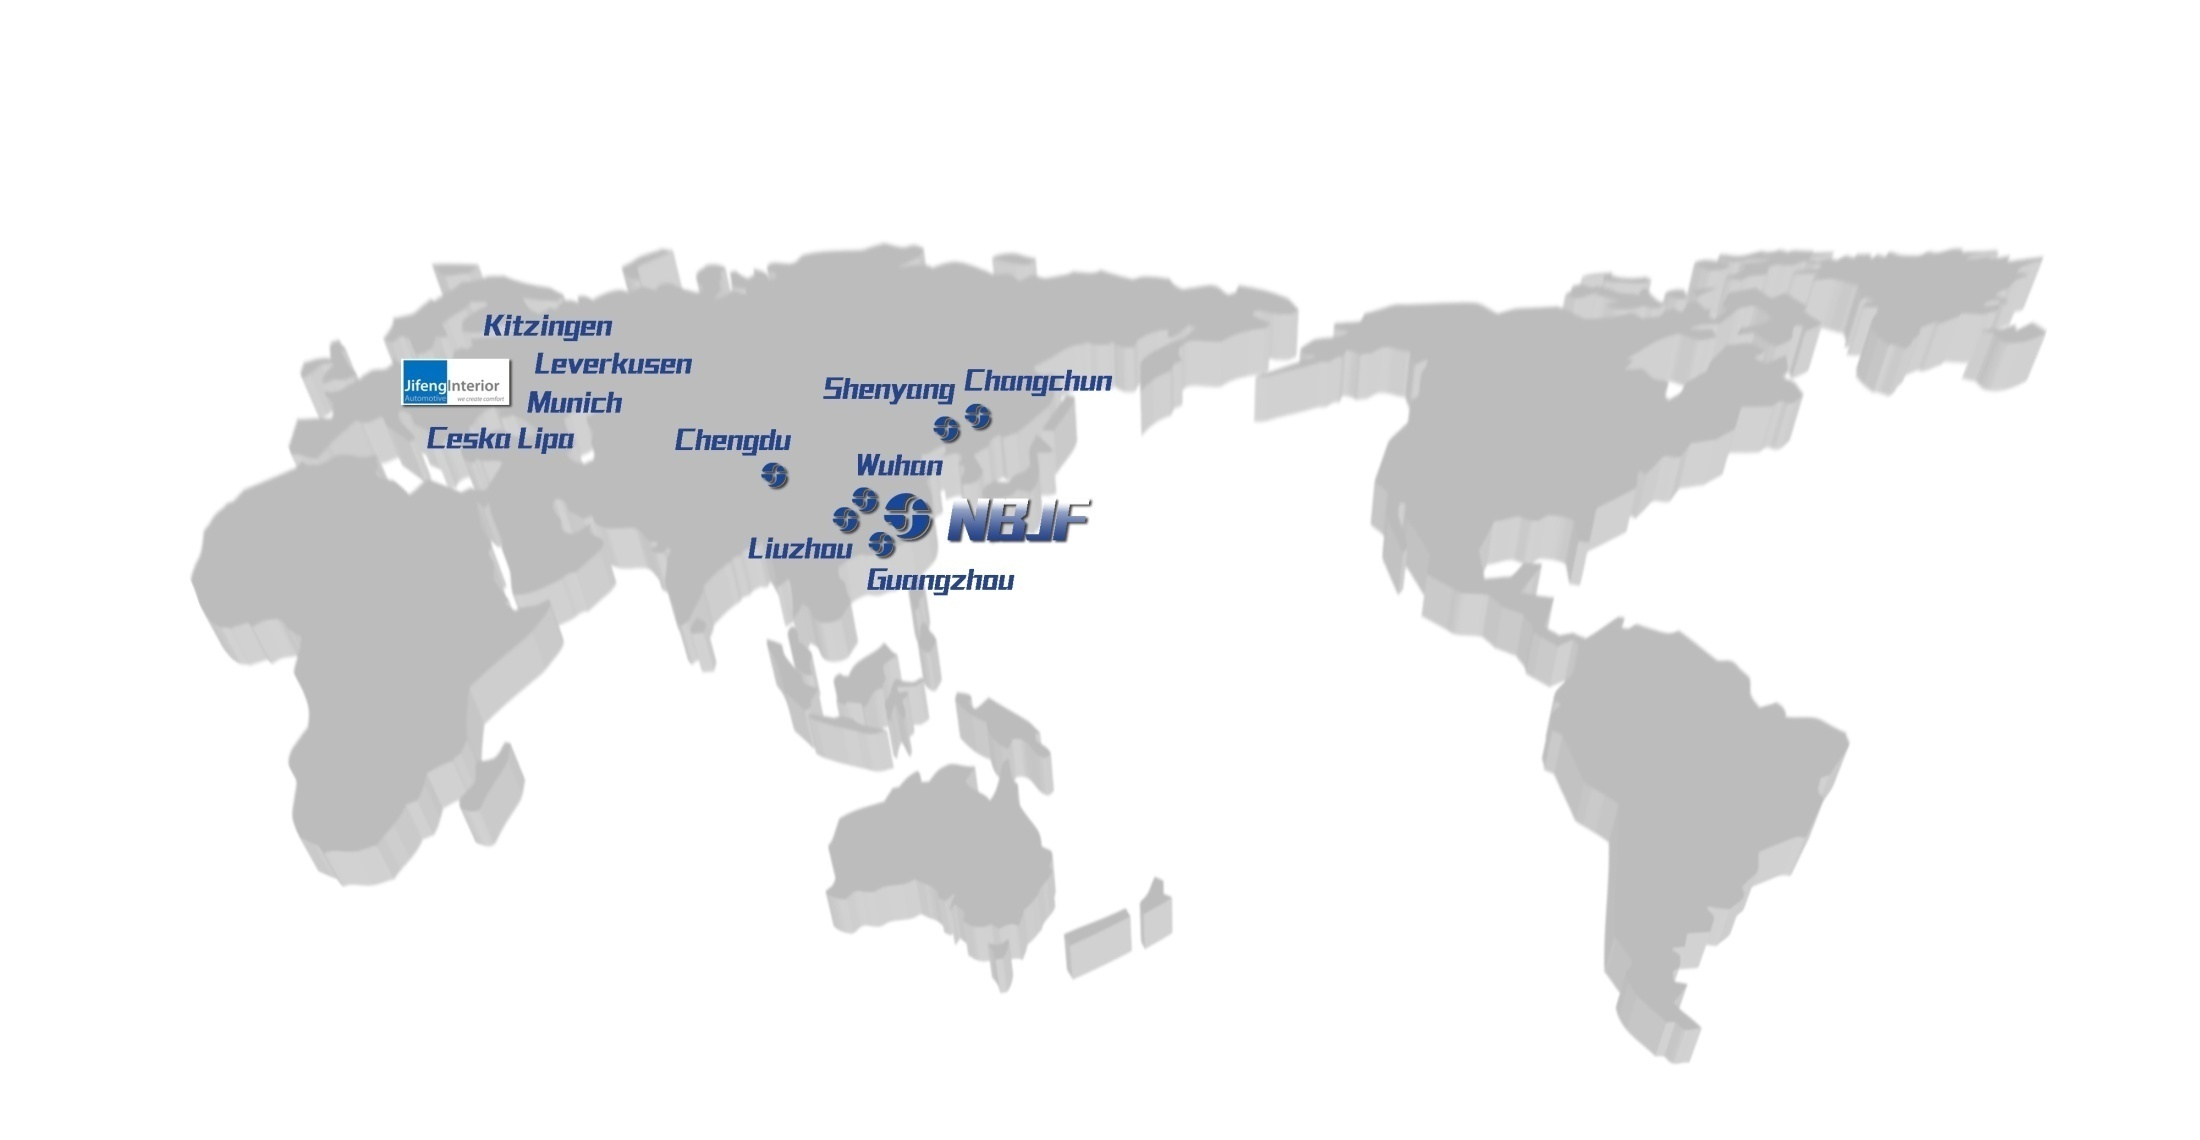 Kitzingen
Leverkusen
JifengInterior
Automotive we create comfort
Munich
Ceska Lipa
Shenyang
Changchun
Chengdu
Wuhan
NBJF
Liuzhou
Guangzhou